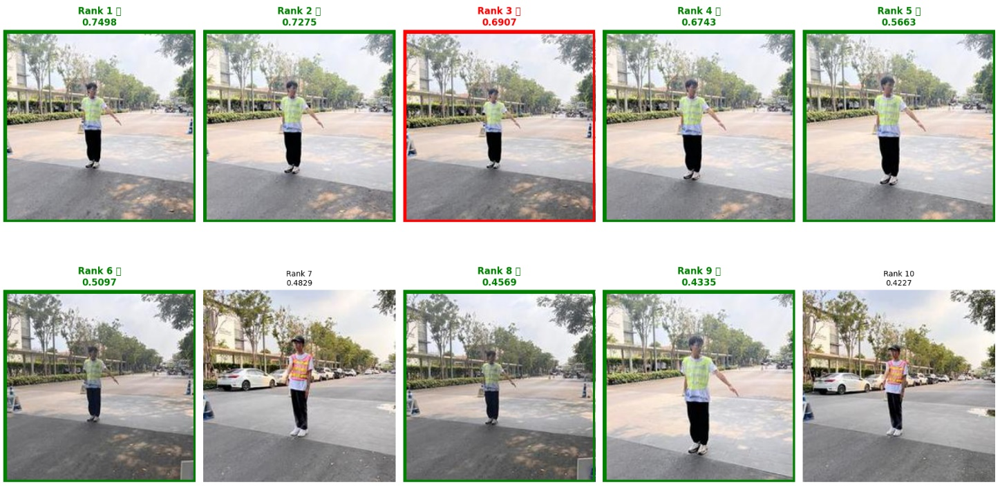 Rank 1
0.7498
Rank 2
0.7275
Rank 3
0.6907
Rank 4
0.6743
Rank 5
0.5663
Rank 6
0.5097
Rank 7
0.4829
Rank 8
0.4569
Rank 9
0.4335
Rank 10
0.4227